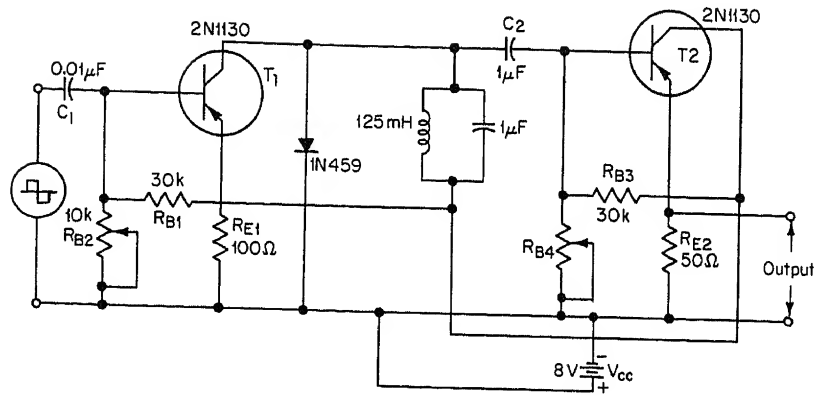 2N1130
T1
0.01μF
C1
30k
RB1
10k
RB2
RE1
100Ω
1N459
125mH
1μF
C2
1μF
2N1130
T2
RB3
30k
RB4
RE2
50Ω
Output
8V
Vcc
-
+